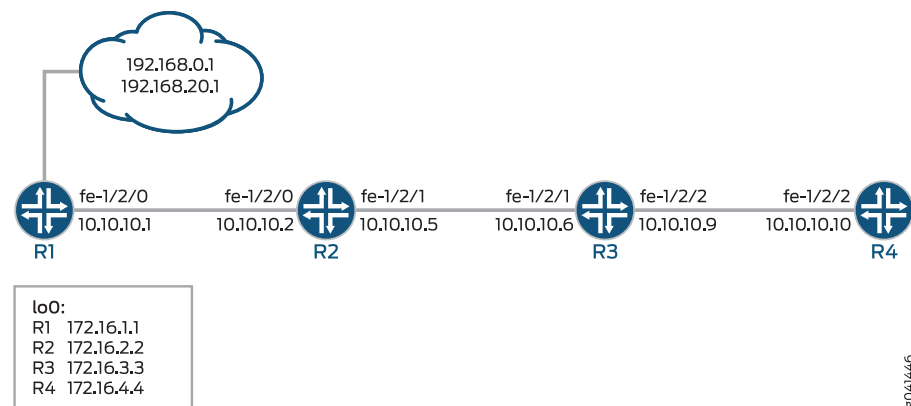 192.168.0.1
192.168.20.1
fe-1/2/0 fe-1/2/0 fe-1/2/1 fe-1/2/1 fe-1/2/2 fe-1/2/2
10.10.10.1 10.10.10.2 10.10.10.5 10.10.10.6 10.10.10.9 10.10.10.10
R1 R2 R3 R4
lo0:
R1 172.16.1.1
R2 172.16.2.2
R3 172.16.3.3
R4 172.16.4.4
g041446